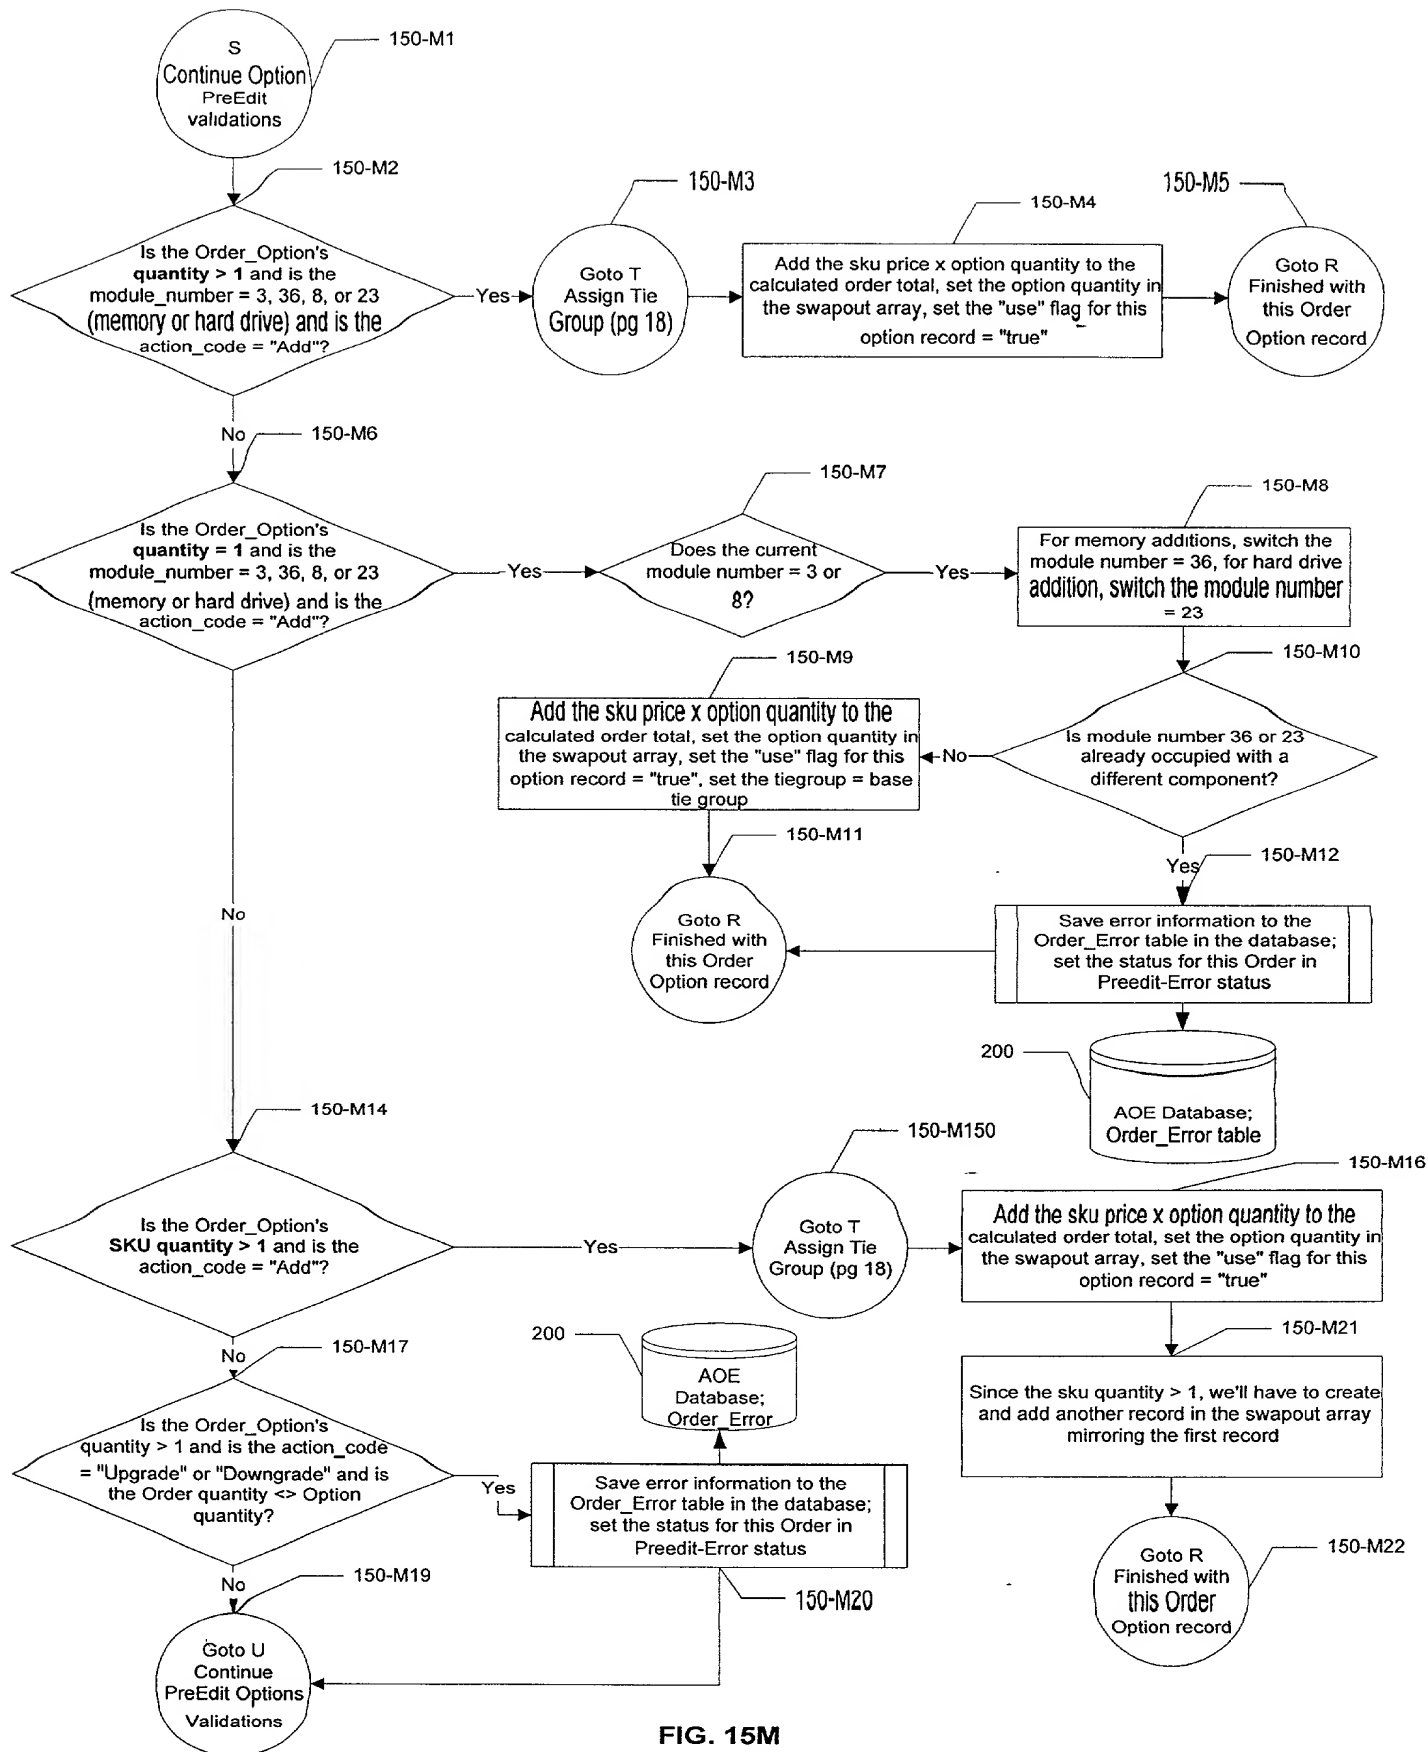 150-M1
S
Continue Option
PreEdit
validations
150-M2
Is the Order_Option's
quantity > 1 and is the
module_number = 3, 36, 8, or 23
(memory or hard drive) and is the
action_code = "Add"?
Yes
150-M3
Goto T
Assign Tie
Group (pg 18)
150-M4
Add the sku price x option quantity to the
calculated order total, set the option quantity in
the swapout array, set the "use" flag for this
option record = "true"
150-M5
Goto R
Finished with
this Order
Option record
No
150-M6
Is the Order_Option's
quantity = 1 and is the
module_number = 3, 36, 8, or 23
(memory or hard drive) and is the
action_code = "Add"?
Yes
150-M7
Does the current
module number = 3 or
8?
Yes
150-M8
For memory additions, switch the
module number = 36, for hard drive
addition, switch the module number
= 23
150-M9
Add the sku price x option quantity to the
calculated order total, set the option quantity in
the swapout array, set the "use" flag for this
option record = "true", set the tiegroup = base
tie group
No
150-M10
Is module number 36 or 23
already occupied with a
different component?
150-M11
Goto R
Finished with
this Order
Option record
Yes
150-M12
Save error information to the
Order_Error table in the database;
set the status for this Order in
Preedit-Error status
200
AOE Database;
Order_Error table
No
150-M14
Is the Order_Option's
SKU quantity > 1 and is the
action_code = "Add"?
Yes
150-M150
Goto T
Assign Tie
Group (pg 18)
150-M16
Add the sku price x option quantity to the
calculated order total, set the option quantity in
the swapout array, set the "use" flag for this
option record = "true"
150-M21
Since the sku quantity > 1, we'll have to create
and add another record in the swapout array
mirroring the first record
150-M22
Goto R
Finished with
this Order
Option record
No
150-M17
Is the Order_Option's
quantity > 1 and is the action_code
= "Upgrade" or "Downgrade" and is
the Order quantity <> Option
quantity?
Yes
200
AOE
Database;
Order_Error
Save error information to the
Order_Error table in the database;
set the status for this Order in
Preedit-Error status
150-M20
No
150-M19
Goto U
Continue
PreEdit Options
Validations
FIG. 15M